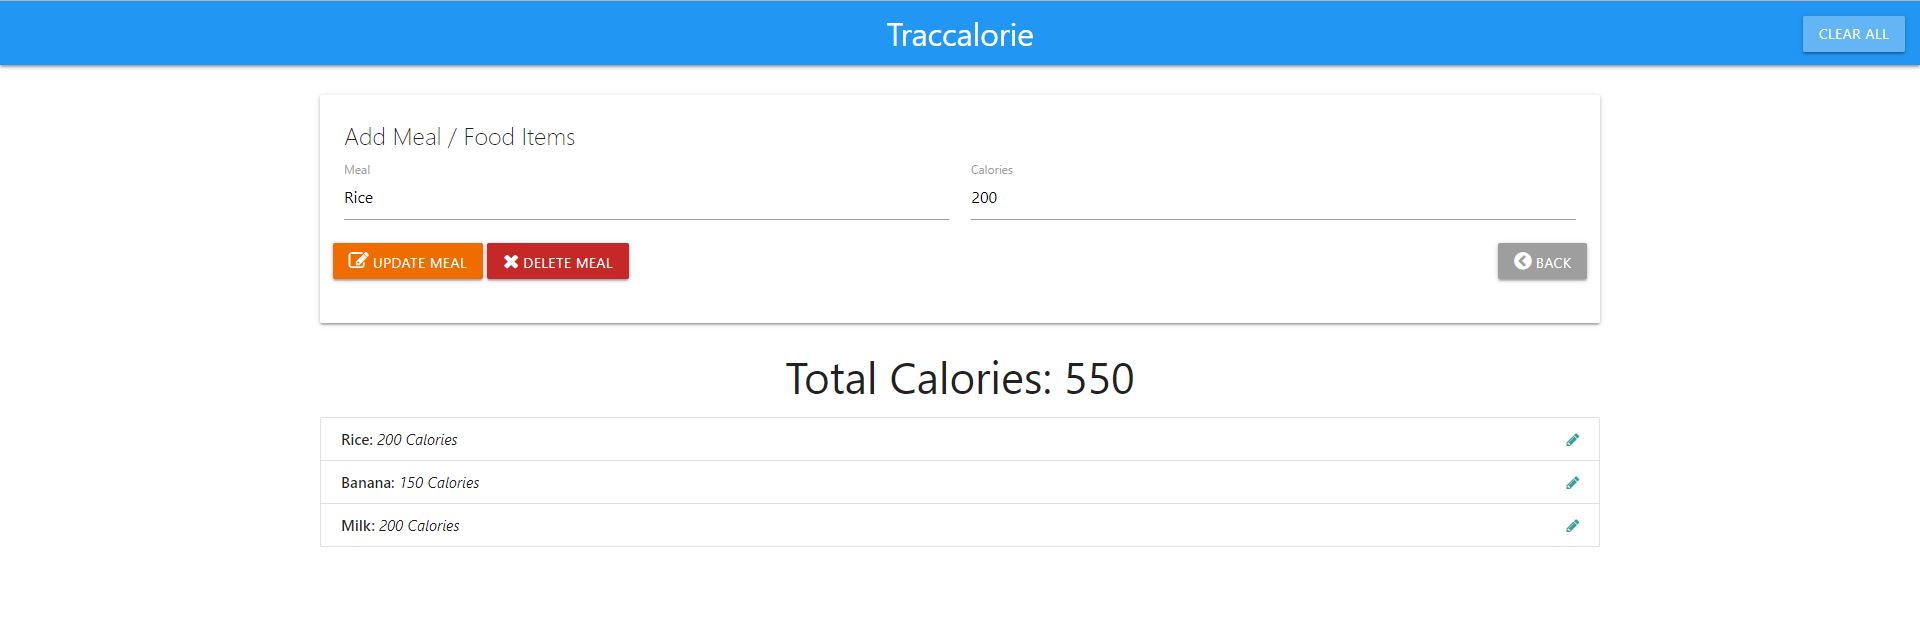 Traccalorie
CLEAR ALL
Add Meal / Food Items
Meal
Calories
Rice
200
UPDATE MEAL
DELETE MEAL
BACK
Total Calories: 550
Rice: 200 Calories
Banana: 150 Calories
Milk: 200 Calories